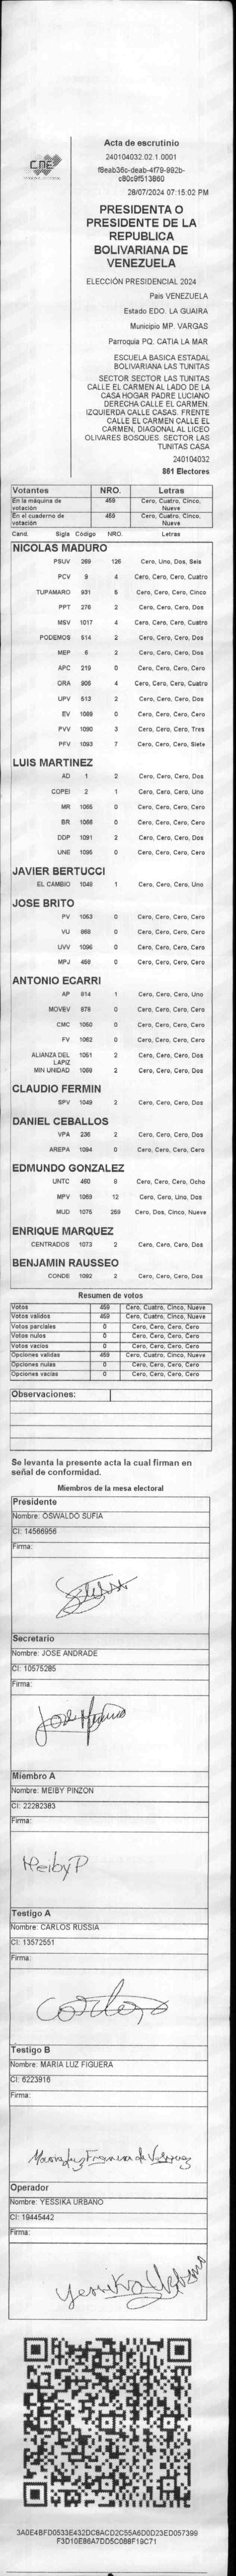 CNE
Acta de escrutinio
240104032.02.1.0001
f8eab36c-deab-4f79-992b-
c80c9f513860
28/07/2024 07:15:02 PM
PRESIDENTA O
PRESIDENTE DE LA
REPUBLICA
BOLIVARIANA DE
VENEZUELA
ELECCIÓN PRESIDENCIAL 2024
Pais VENEZUELA
Estado EDO. LA GUAIRA
Municipio MP. VARGAS
Parroquia PQ. CATIA LA MAR
ESCUELA BASICA ESTADAL
BOLIVARIANA LAS TUNITAS
SECTOR SECTOR LAS TUNITAS
CALLE EL CARMEN AL LADO DE LA
CASA HOGAR PADRE LUCIANO
DERECHA CALLE EL CARMEN.
IZQUIERDA CALLE CASAS. FRENTE
CALLE EL CARMEN CALLE EL
CARMEN, DIAGONAL AL LICEO
OLIVARES BOSQUES SECTOR LAS
TUNITAS CASA
240104032
861 Electores
Votantes NRO. Letras
En la máquina de votación 459 Cero, Cuatro, Cinco, Nueve
En el cuaderno de votación 459 Cero, Cuatro, Cinco, Nueve
Cand. Sigla Código NRO. Letras
NICOLAS MADURO
PSUV 269 126 Cero, Uno, Dos, Seis
PCV 9 4 Cero, Cero, Cero, Cuatro
TUPAMARO 931 5 Cero, Cero, Cero, Cinco
PPT 276 2 Cero, Cero, Cero, Dos
MSV 1017 4 Cero, Cero, Cero, Cuatro
PODEMOS 514 2 Cero, Cero, Cero, Dos
MEP 6 2 Cero, Cero, Cero, Dos
APC 219 0 Cero, Cero, Cero, Cero
ORA 906 4 Cero, Cero, Cero, Cuatro
UPV 513 2 Cero, Cero, Cero, Dos
EV 1089 0 Cero, Cero, Cero, Cero
PVV 1090 3 Cero, Cero, Cero, Tres
PFV 1093 7 Cero, Cero, Cero, Siete
LUIS MARTINEZ
AD 1 2 Cero, Cero, Cero, Dos
COPEI 2 1 Cero, Cero, Cero, Uno
MR 1065 0 Cero, Cero, Cero, Cero
BR 1066 0 Cero, Cero, Cero, Cero
DDP 1091 2 Cero, Cero, Cero, Dos
UNE 1095 0 Cero, Cero, Cero, Cero
JAVIER BERTUCCI
EL CAMBIO 1048 1 Cero, Cero, Cero, Uno
JOSE BRITO
PV 1053 0 Cero, Cero, Cero, Cero
VU 868 0 Cero, Cero, Cero, Cero
UVV 1096 0 Cero, Cero, Cero, Cero
MPJ 458 0 Cero, Cero, Cero, Cero
ANTONIO ECARRI
AP 814 1 Cero, Cero, Cero, Uno
MOVEV 878 0 Cero, Cero, Cero, Cero
CMC 1050 0 Cero, Cero, Cero, Cero
FV 1062 0 Cero, Cero, Cero, Cero
ALIANZA DEL LAPIZ 1051 2 Cero, Cero, Cero, Dos
MIN UNIDAD 1088 2 Cero, Cero, Cero, Dos
CLAUDIO FERMIN
SPV 1049 2 Cero, Cero, Cero, Dos
DANIEL CEBALLOS
VPA 236 2 Cero, Cero, Cero, Dos
AREPA 1094 0 Cero, Cero, Cero, Cero
EDMUNDO GONZALEZ
UNTC 460 8 Cero, Cero, Cero, Ocho
MPV 1069 12 Cero, Cero, Uno, Dos
MUD 1075 259 Cero, Dos, Cinco, Nueve
ENRIQUE MARQUEZ
CENTRADOS 1073 2 Cero, Cero, Cero, Dos
BENJAMIN RAUSSEO
CONDE 1092 2 Cero, Cero, Cero, Dos
Resumen de votos
Votos 459 Cero, Cuatro, Cinco, Nueve
Votos validos 459 Cero, Cuatro, Cinco, Nueve
Votos parciales 0 Cero, Cero, Cero, Cero
Votos nulos 0 Cero, Cero, Cero, Cero
Votos vacios 0 Cero, Cero, Cero, Cero
Opciones validas 459 Cero, Cuatro, Cinco, Nueve
Opciones nulas 0 Cero, Cero, Cero, Cero
Opciones vacias 0 Cero, Cero, Cero, Cero
Observaciones:
Se levanta la presente acta la cual firman en
señal de conformidad.
Miembros de la mesa electoral
Presidente
Nombre: OSWALDO SUFIA
CI: 14566956
Firma:
Secretario
Nombre: JOSE ANDRADE
CI: 10575285
Firma:
Miembro A
Nombre: MEIBY PINZON
CI: 22282383
Firma:
Meiby P
Testigo A
Nombre: CARLOS RUSSIA
CI: 13572551
Firma:
Carlos
Testigo B
Nombre: MARIA LUZ FIGUERA
CI: 6223916
Firma:
Operador
Nombre: YESSIKA URBANO
CI: 19445442
Firma:
Yessika Urbano
3A0E4BFD0533E432DC8ACD2C55A6D0D23ED057399
F3D10E86A7DD5C088F19C71